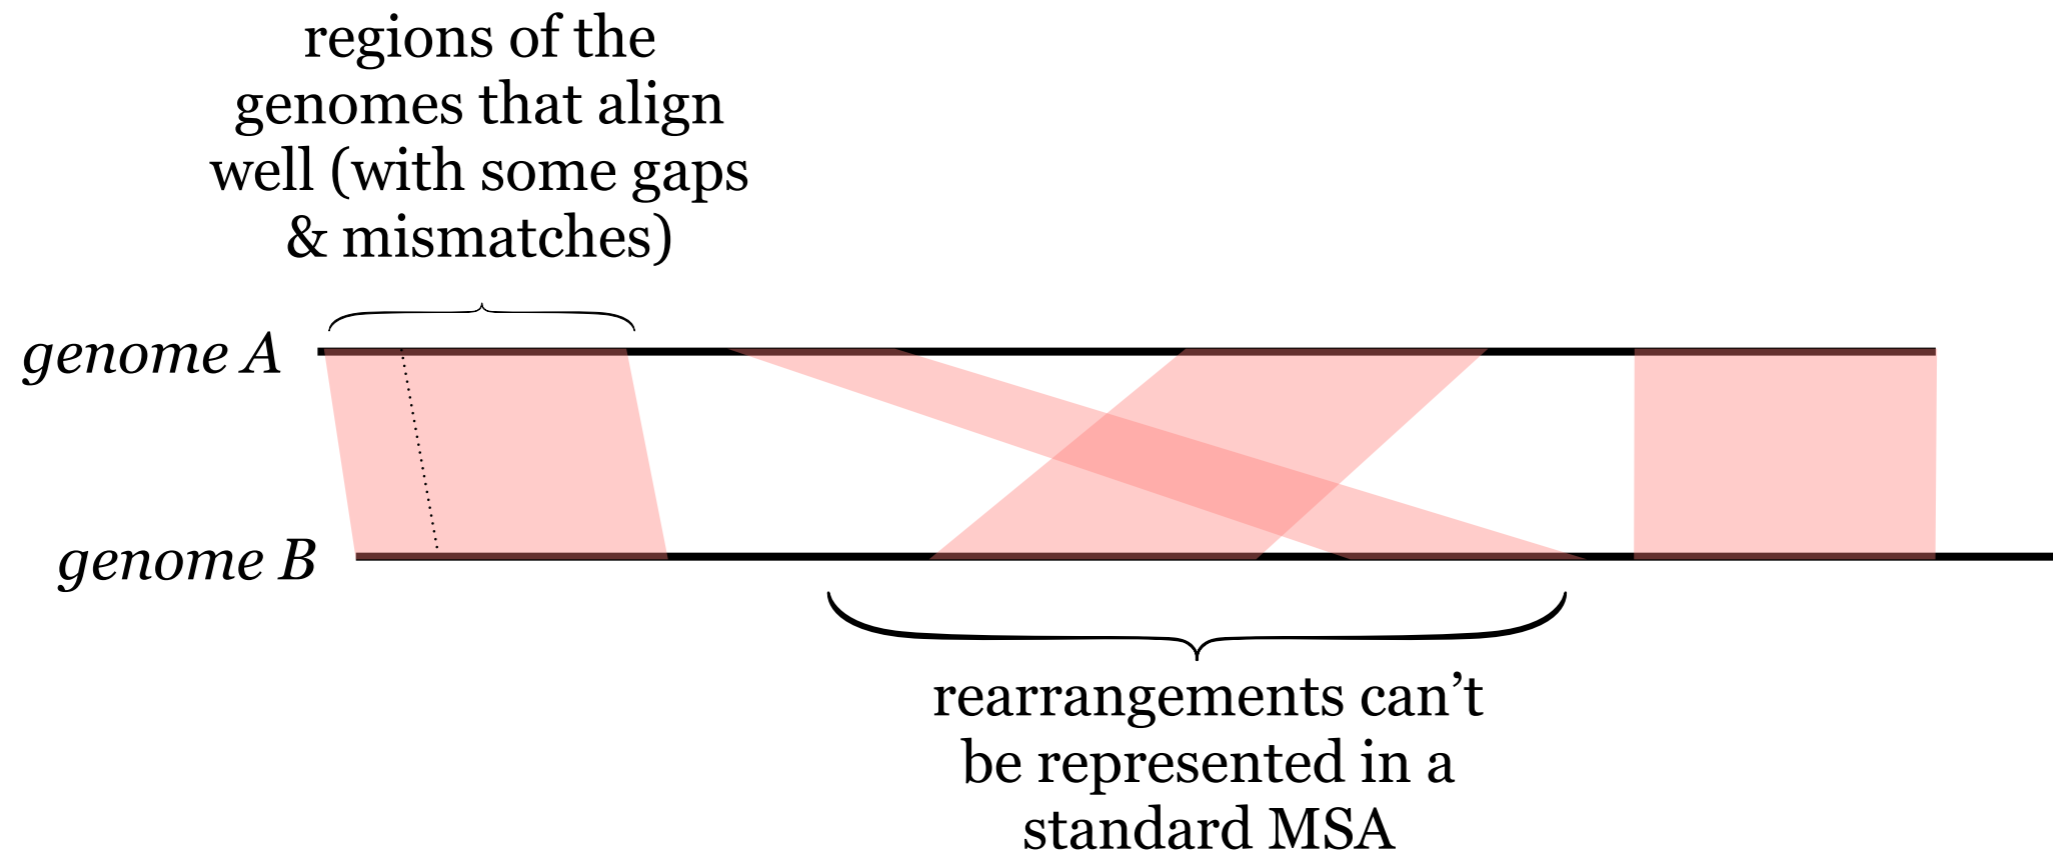 regions of the
genomes that align
well (with some gaps
& mismatches)
genome A
genome B
rearrangements can’t
be represented in a
standard MSA